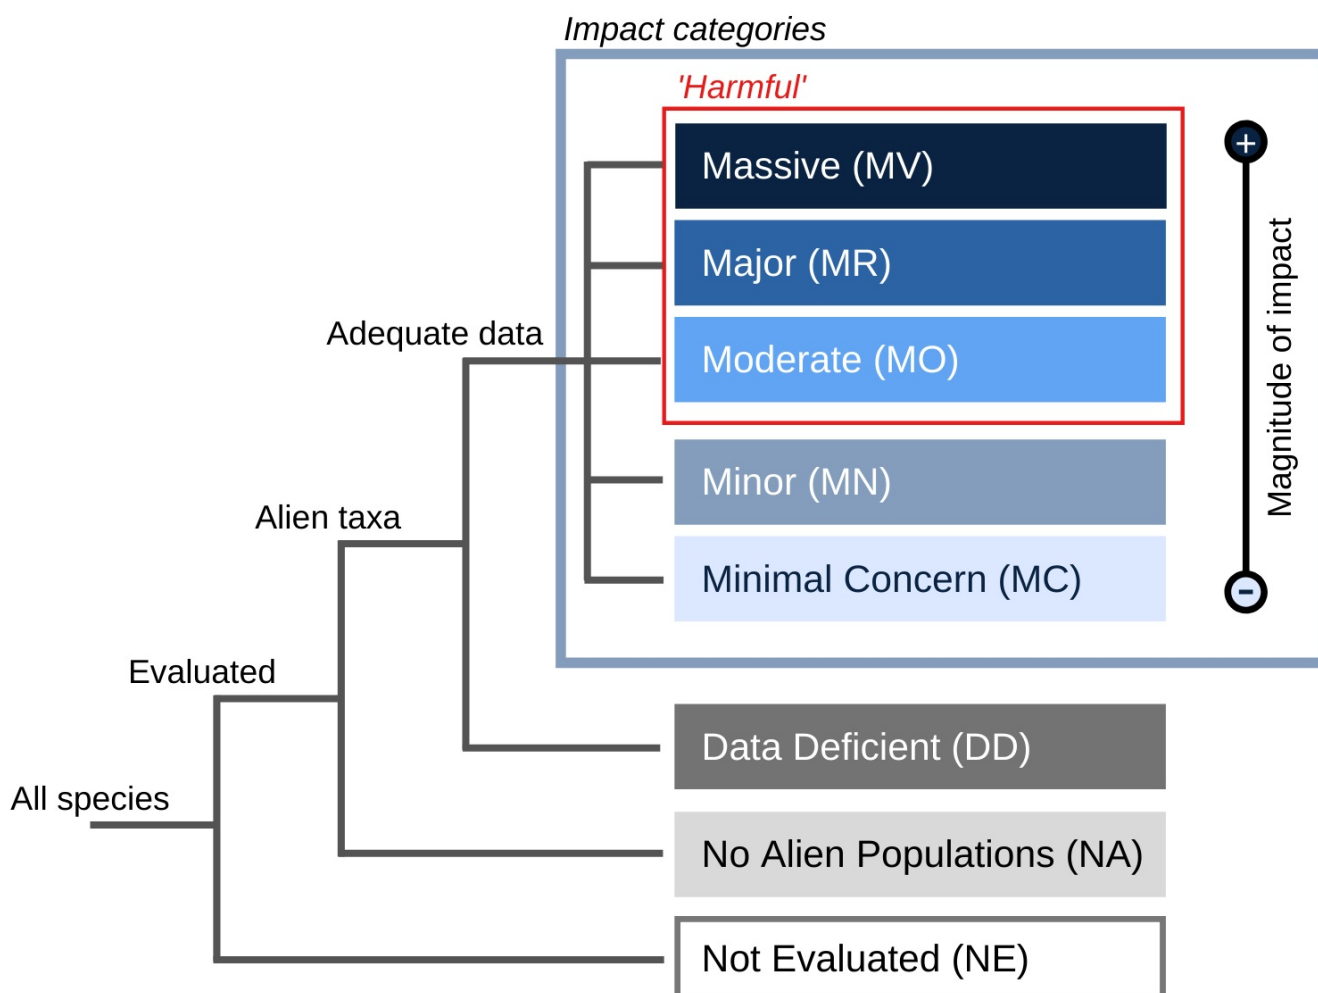 Impact categories
'Harmful'
Massive (MV)
+
Major (MR)
Magnitude of impact
Adequate data
Moderate (MO)
Minor (MN)
Alien taxa
Minimal Concern (MC)
-
Evaluated
Data Deficient (DD)
All species
No Alien Populations (NA)
Not Evaluated (NE)